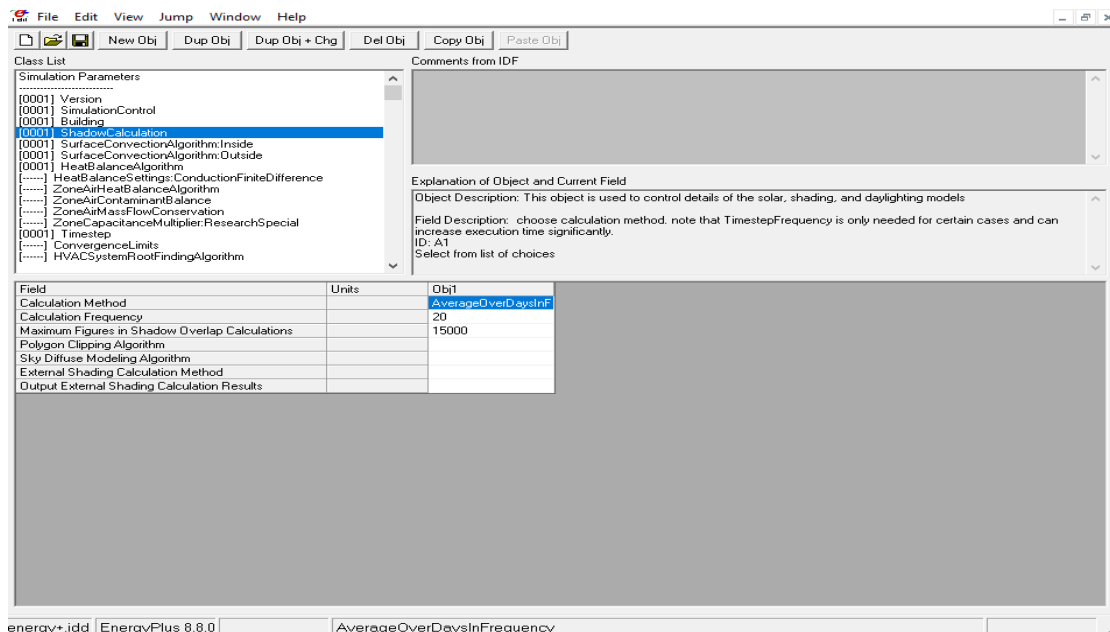 File Edit View Jump Window Help
New Obj Dup Obj Dup Obj + Chg Del Obj Copy Obj Paste Obj
Class List
Simulation Parameters
-------------------------
[0001] Version
[0001] SimulationControl
[0001] Building
[0001] ShadowCalculation
[0001] SurfaceConvectionAlgorithm:Inside
[0001] SurfaceConvectionAlgorithm:Outside
[0001] HeatBalanceAlgorithm
[------] HeatBalanceSettings:ConductionFiniteDifference
[------] ZoneAirHeatBalanceAlgorithm
[------] ZoneAirContaminantBalance
[------] ZoneAirMassFlowConservation
[------] ZoneCapacitanceMultiplier:ResearchSpecial
[0001] Timestep
[------] ConvergenceLimits
[------] HVACSystemRootFindingAlgorithm
Comments from IDF
Explanation of Object and Current Field
Object Description: This object is used to control details of the solar, shading, and daylighting models
Field Description: choose calculation method. note that TimestepFrequency is only needed for certain cases and can
increase execution time significantly.
ID: A1
Select from list of choices
Field Units Obj1
Calculation Method AverageOverDaysInF
Calculation Frequency 20
Maximum Figures in Shadow Overlap Calculations 15000
Polygon Clipping Algorithm
Sky Diffuse Modeling Algorithm
External Shading Calculation Method
Output External Shading Calculation Results
energy+.idd EnergyPlus 8.8.0 AverageOverDaysInFrequency